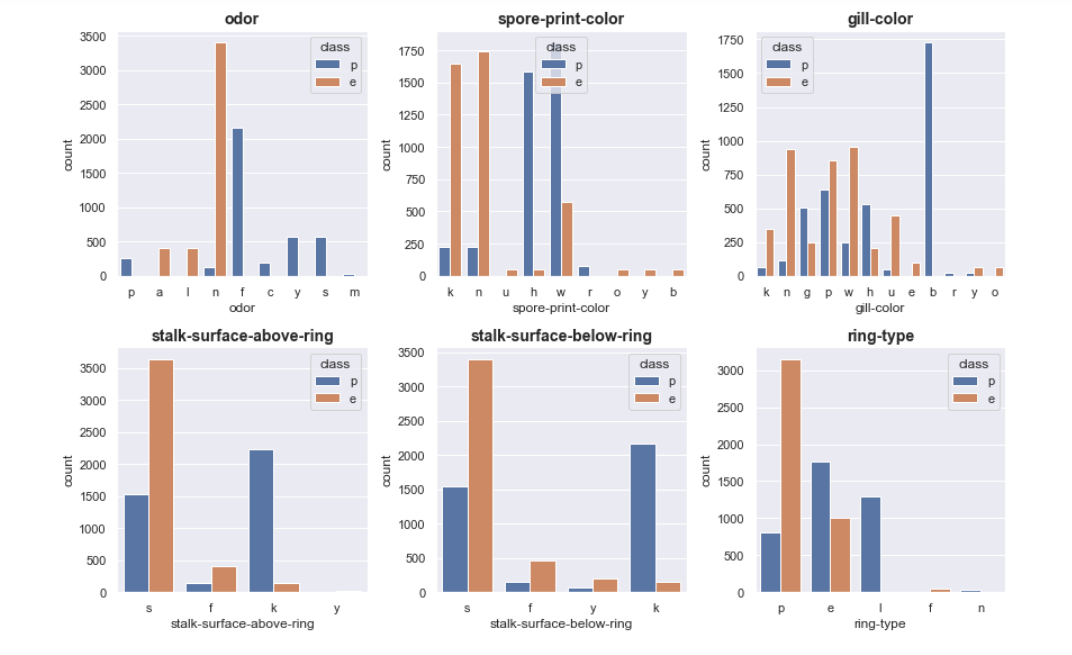 odor
spore-print-color
gill-color
3500
3000
2500
2000
1500
1000
500
0
count
class
p
e
p a l n f c y s m
odor
1750
1500
1250
1000
750
500
250
0
count
class
p
e
k n u h w r o y b
spore-print-color
1750
1500
1250
1000
750
500
250
0
count
class
p
e
k n g p w h u e b r y o
gill-color
stalk-surface-above-ring
stalk-surface-below-ring
ring-type
3500
3000
2500
2000
1500
1000
500
0
count
class
p
e
s f k y
stalk-surface-above-ring
3500
3000
2500
2000
1500
1000
500
0
count
class
p
e
s f y k
stalk-surface-below-ring
3000
2500
2000
1500
1000
500
0
count
class
p
e
p e l f n
ring-type